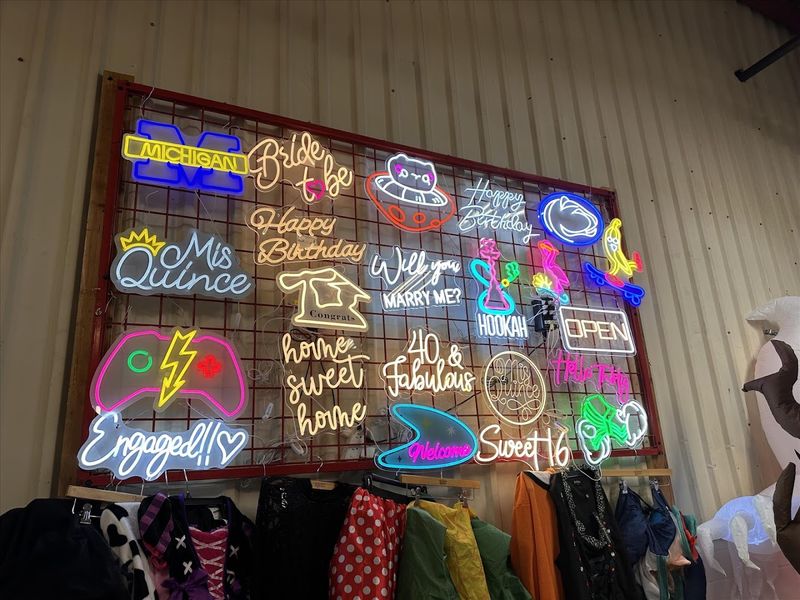 M
MICHIGAN
Bride
to be
Happy
Birthday
Happy
Birthday
Mis
Quince
Will you
MARRY ME?
Congrats
HOOKAH
OPEN
home
sweet
home
40 &
Fabulous
Hello
Engaged!!
Welcome
Sweet 16